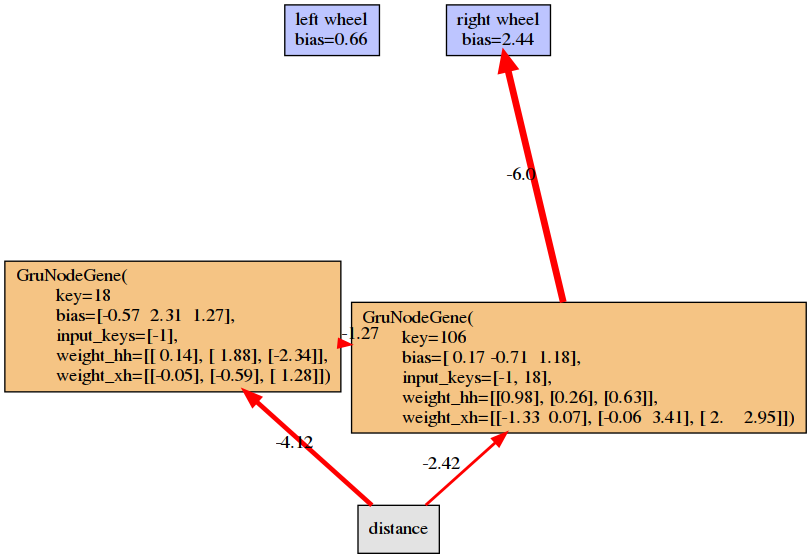 left wheel
bias=0.66
right wheel
bias=2.44
-6.0
GruNodeGene(
key=18
bias=[-0.57  2.31  1.27],
input_keys=[-1],
weight_hh=[[ 0.14], [ 1.88], [-2.34]],
weight_xh=[[-0.05], [-0.59], [ 1.28]])
-1.27
GruNodeGene(
key=106
bias=[ 0.17 -0.71  1.18],
input_keys=[-1, 18],
weight_hh=[[0.98], [0.26], [0.63]],
weight_xh=[[-1.33  0.07], [-0.06  3.41], [ 2.    2.95]])
-4.12
-2.42
distance